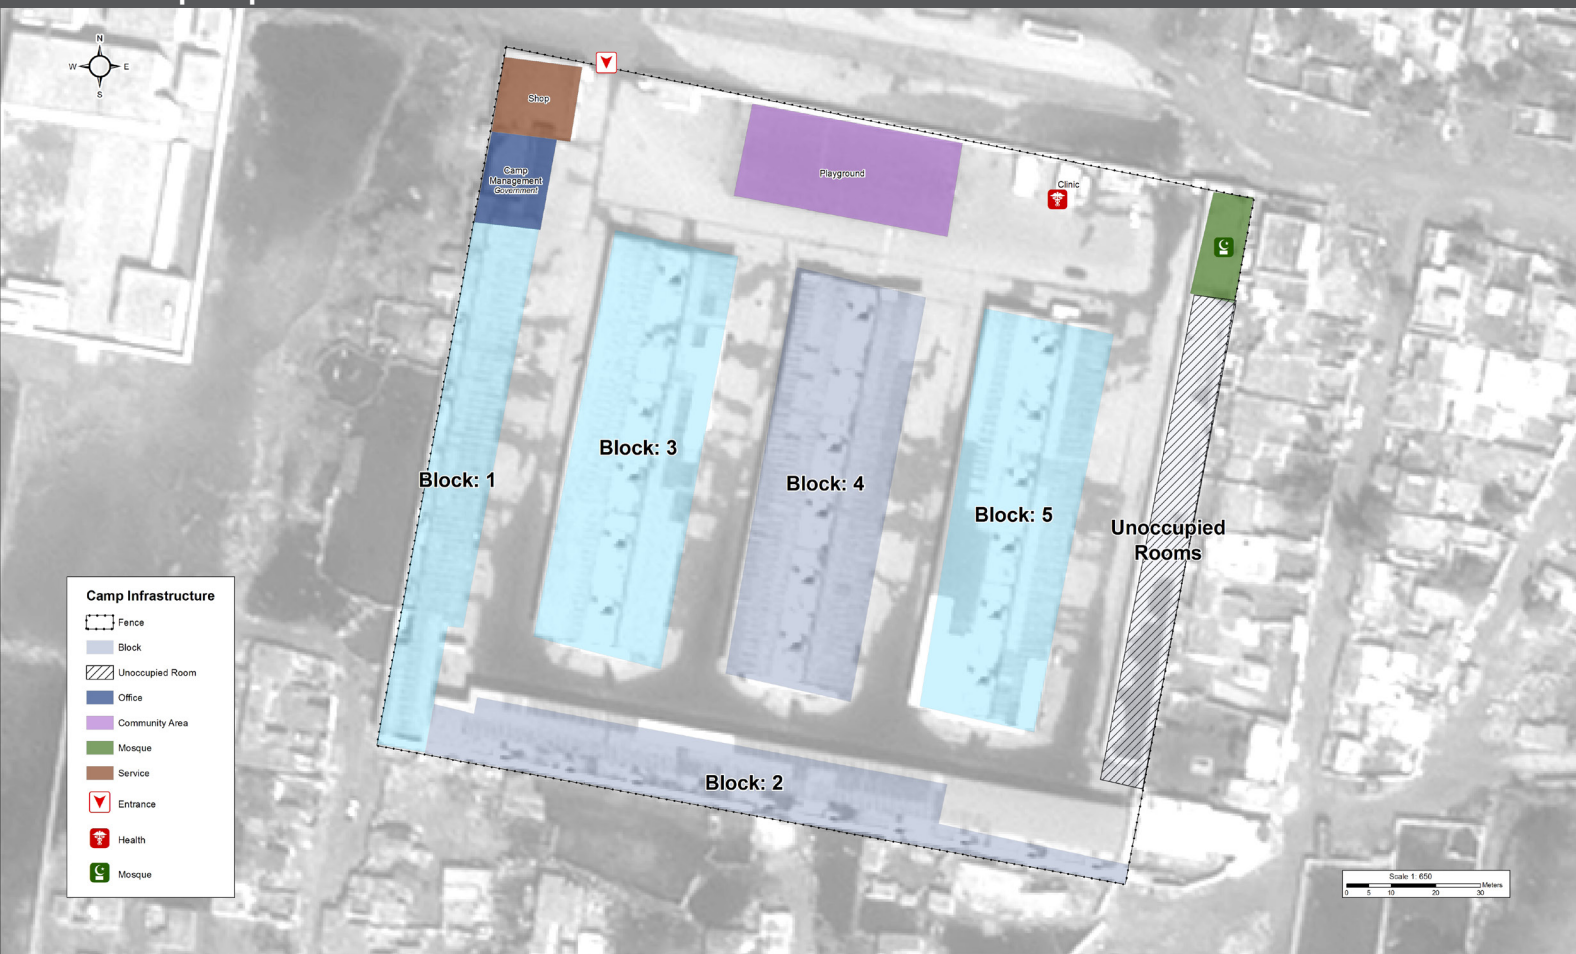 N
W
E
S
Shop
Camp
Management
Government
Playground
Clinic
Block: 3
Block: 1
Block: 4
Block: 5
Unoccupied
Rooms
Block: 2
Camp Infrastructure
Fence
Block
Unoccupied Room
Office
Community Area
Mosque
Service
Entrance
Health
Mosque
Scale 1: 650
Meters
0 5 10 20 30